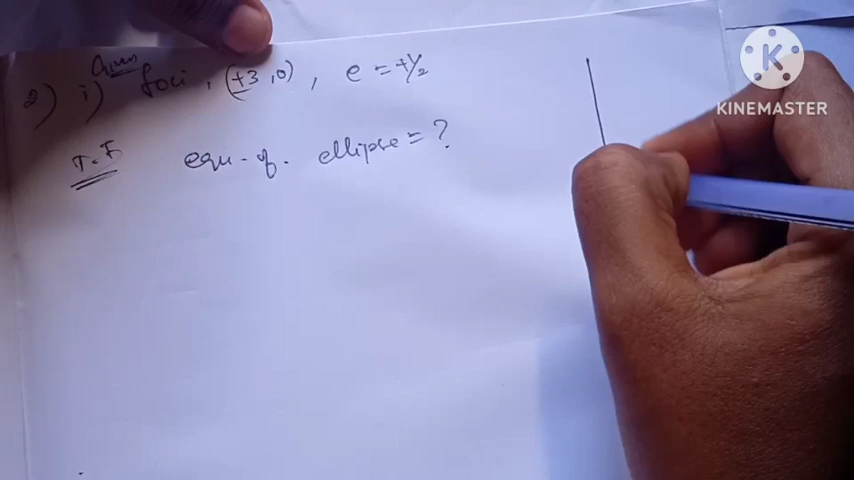 Given
2) i) foci, (±3, 0), e = +1/2
T.F equ. of. ellipse = ?
K
KINEMASTER